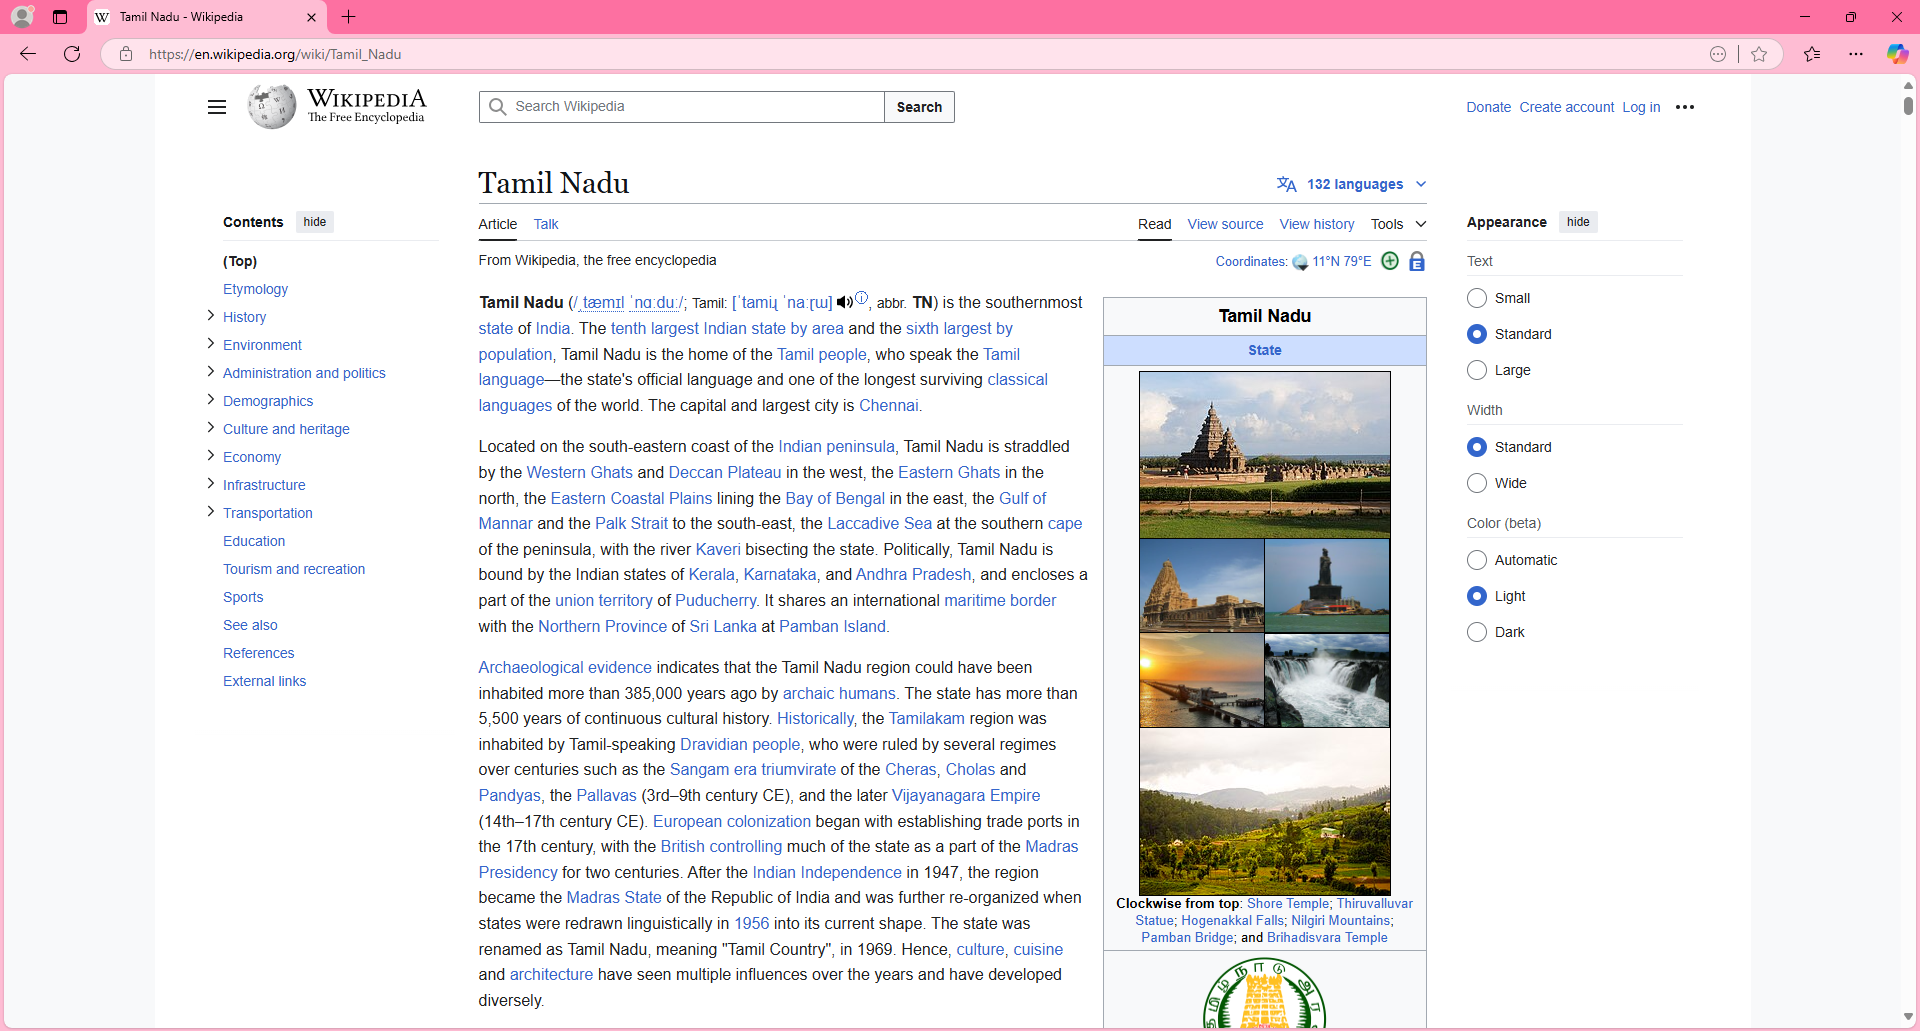 Tamil Nadu - Wikipedia
https://en.wikipedia.org/wiki/Tamil_Nadu
WIKIPEDIA
The Free Encyclopedia
Search Wikipedia
Search
Donate Create account Log in
Tamil Nadu
132 languages
Article Talk
Read View source View history Tools
From Wikipedia, the free encyclopedia
Coordinates: 11°N 79°E
Contents hide
(Top)
Etymology
History
Environment
Administration and politics
Demographics
Culture and heritage
Economy
Infrastructure
Transportation
Education
Tourism and recreation
Sports
See also
References
External links
Tamil Nadu (/ˌtæmɪl ˈnɑːduː/; Tamil: [ˈtamiɻ ˈnaːɽɯ] , abbr. TN) is the southernmost
state of India. The tenth largest Indian state by area and the sixth largest by
population, Tamil Nadu is the home of the Tamil people, who speak the Tamil
language—the state's official language and one of the longest surviving classical
languages of the world. The capital and largest city is Chennai.
Located on the south-eastern coast of the Indian peninsula, Tamil Nadu is straddled
by the Western Ghats and Deccan Plateau in the west, the Eastern Ghats in the
north, the Eastern Coastal Plains lining the Bay of Bengal in the east, the Gulf of
Mannar and the Palk Strait to the south-east, the Laccadive Sea at the southern cape
of the peninsula, with the river Kaveri bisecting the state. Politically, Tamil Nadu is
bound by the Indian states of Kerala, Karnataka, and Andhra Pradesh, and encloses a
part of the union territory of Puducherry. It shares an international maritime border
with the Northern Province of Sri Lanka at Pamban Island.
Archaeological evidence indicates that the Tamil Nadu region could have been
inhabited more than 385,000 years ago by archaic humans. The state has more than
5,500 years of continuous cultural history. Historically, the Tamilakam region was
inhabited by Tamil-speaking Dravidian people, who were ruled by several regimes
over centuries such as the Sangam era triumvirate of the Cheras, Cholas and
Pandyas, the Pallavas (3rd–9th century CE), and the later Vijayanagara Empire
(14th–17th century CE). European colonization began with establishing trade ports in
the 17th century, with the British controlling much of the state as a part of the Madras
Presidency for two centuries. After the Indian Independence in 1947, the region
became the Madras State of the Republic of India and was further re-organized when
states were redrawn linguistically in 1956 into its current shape. The state was
renamed as Tamil Nadu, meaning "Tamil Country", in 1969. Hence, culture, cuisine
and architecture have seen multiple influences over the years and have developed
diversely.
Tamil Nadu
State
Clockwise from top: Shore Temple; Thiruvalluvar
Statue; Hogenakkal Falls; Nilgiri Mountains;
Pamban Bridge; and Brihadisvara Temple
Appearance hide
Text
Small
Standard
Large
Width
Standard
Wide
Color (beta)
Automatic
Light
Dark